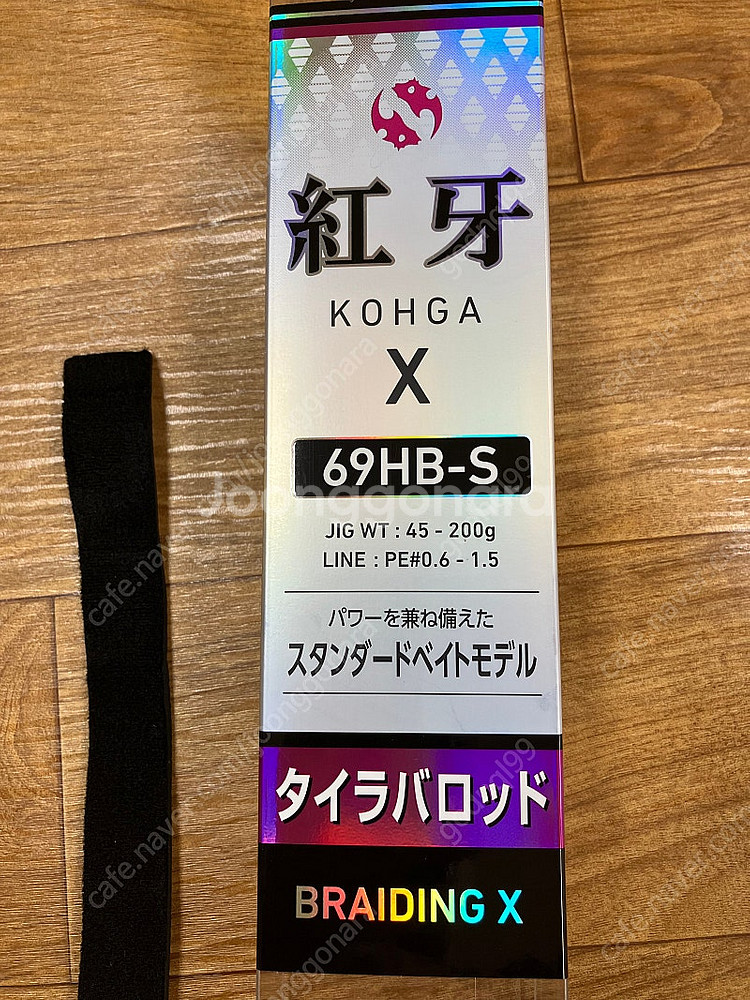 紅牙
KOHGA
X
69HB-S
Joonggonara
JIG WT : 45 - 200g
LINE : PE#0.6 - 1.5
パワーを兼ね備えた
スタンダードベイトモデル
タイラバロッド
BRAIDING X